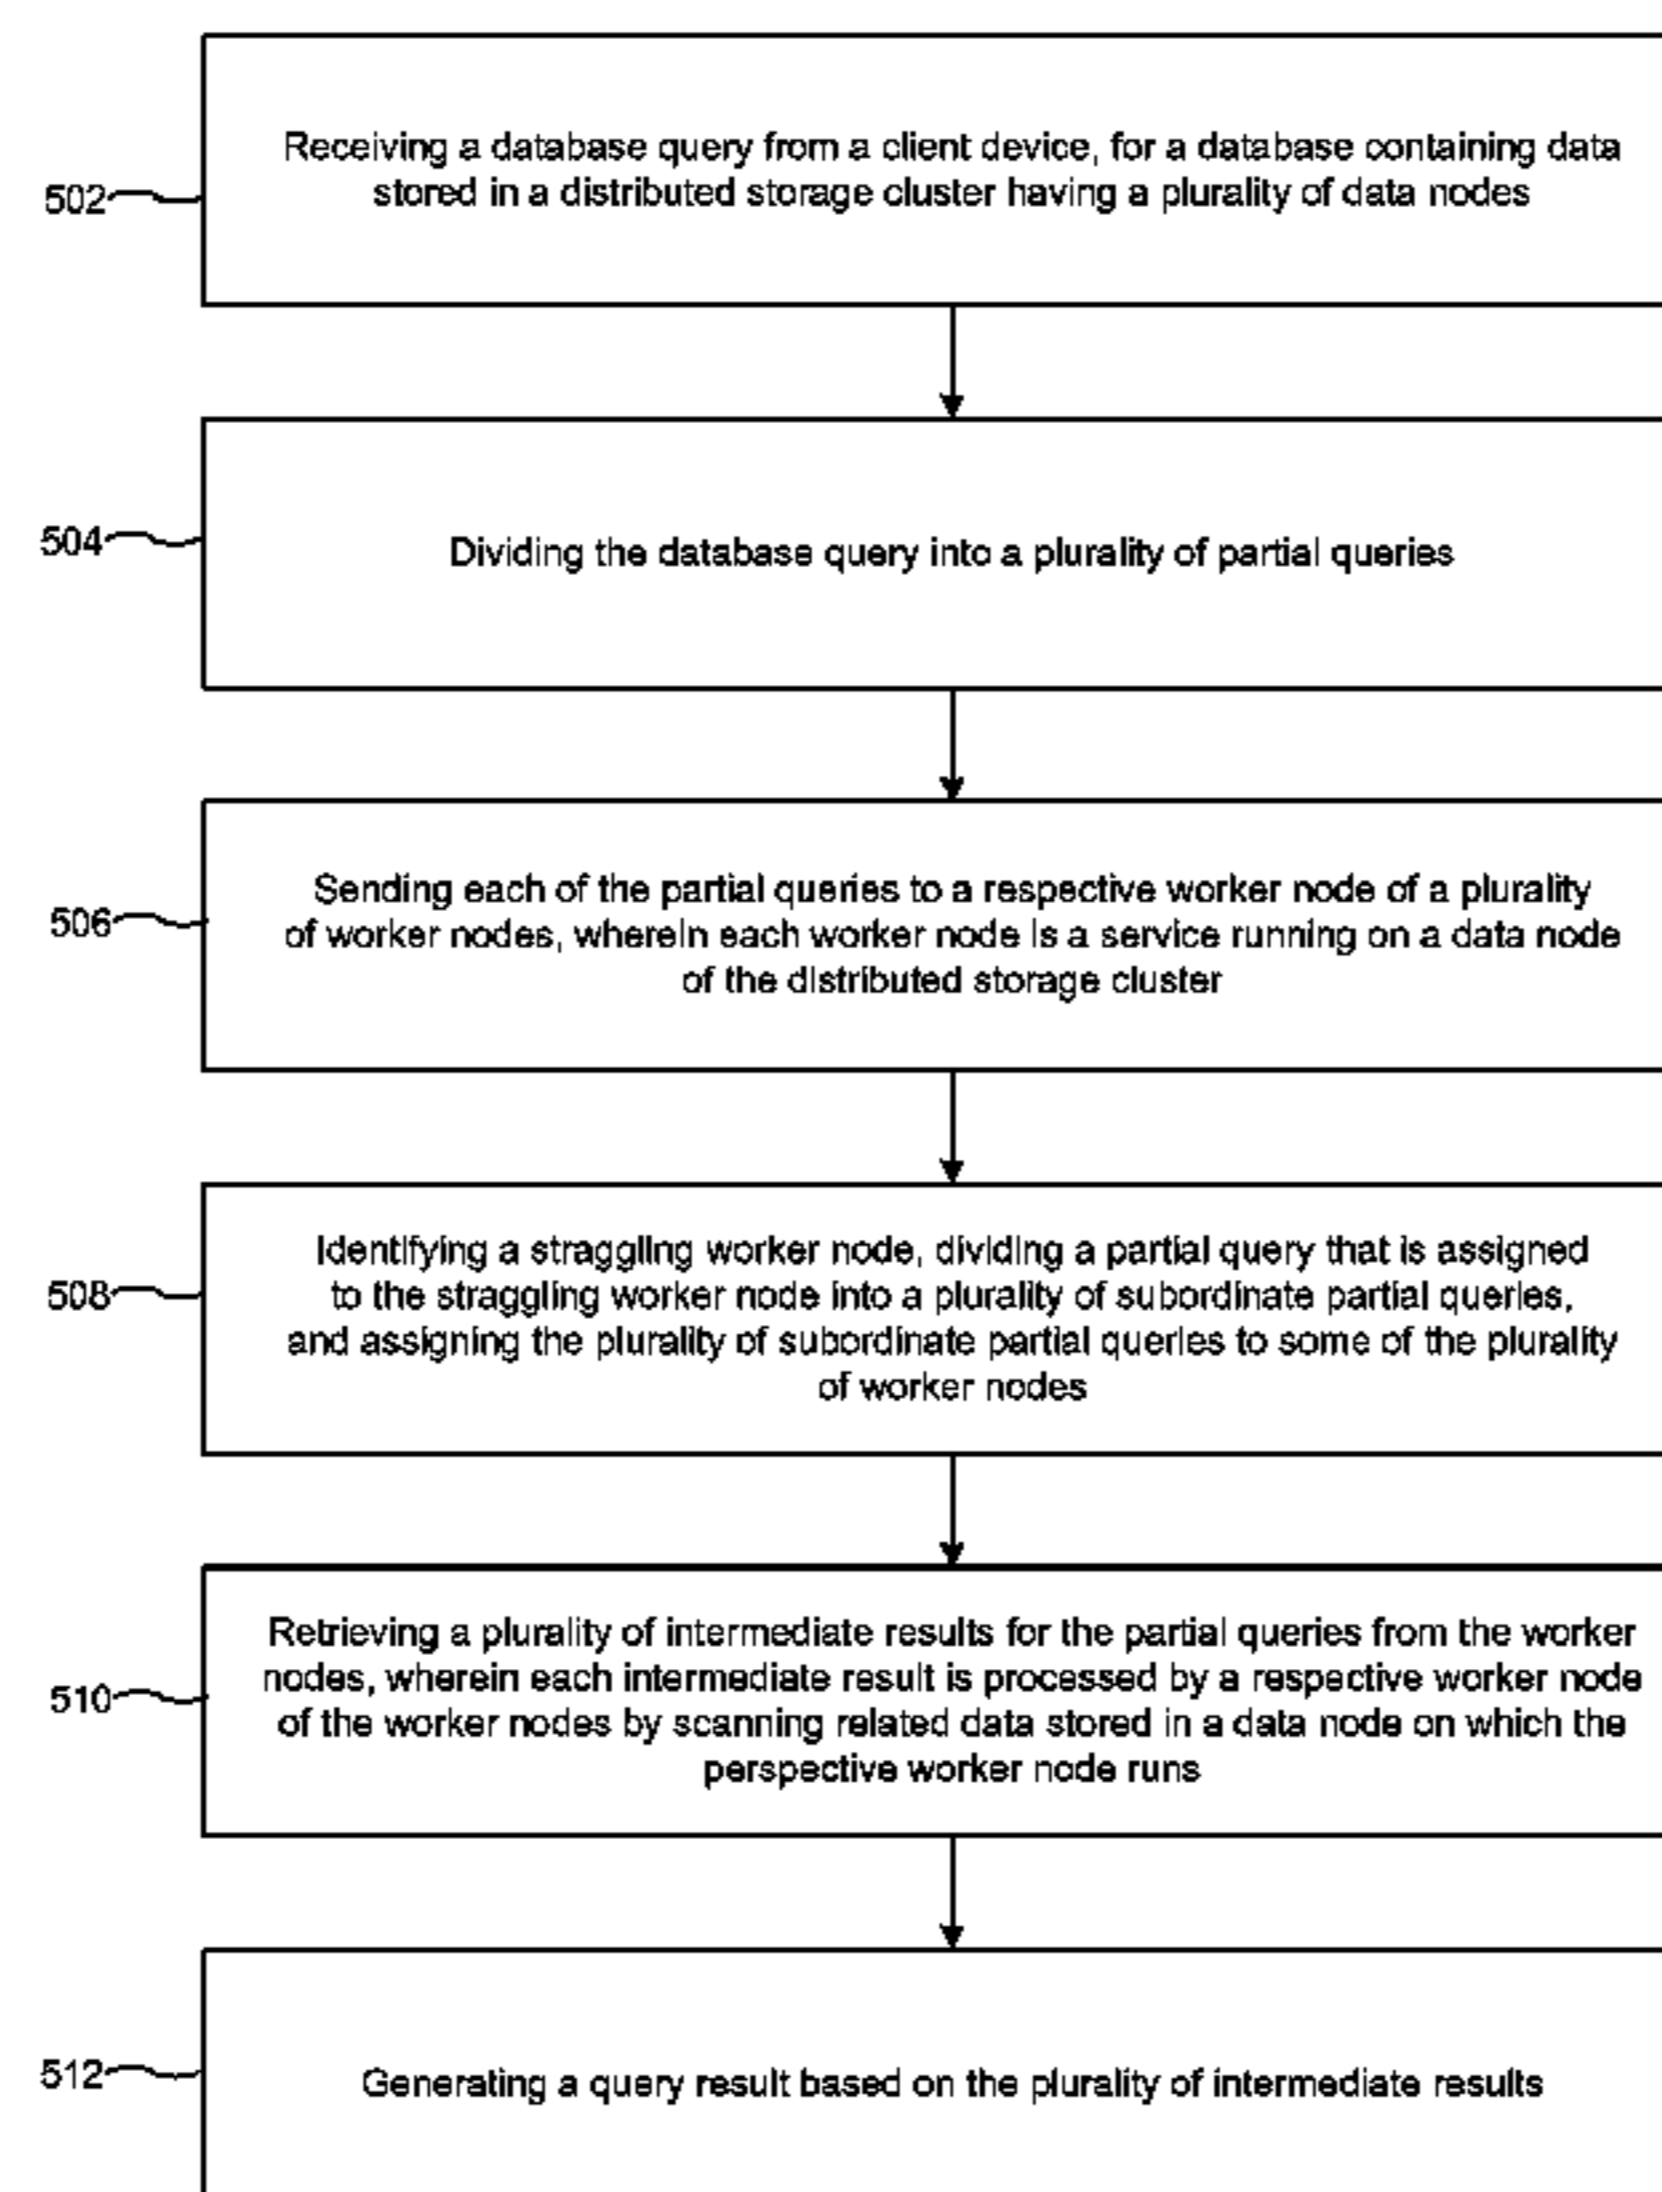 Receiving a database query from a client device, for a database containing data
stored in a distributed storage cluster having a plurality of data nodes
502
504
Dividing the database query into a plurality of partial queries
Sending each of the partial queries to a respective worker node of a plurality
506
of worker nodes, wherein each worker node is a service running on a data node
of the distributed storage cluster
Identifying a straggling worker node, dividing a partial query that is assigned
508
to the straggling worker node into a plurality of subordinate partial queries,
and assigning the plurality of subordinate partial queries to some of the plurality
of worker nodes
Retrieving a plurality of intermediate results for the partial queries from the worker
nodes, wherein each intermediate result is processed by a respective worker node
510
of the worker nodes by scanning related data stored in a data node on which the
perspective worker node runs
512
Generating a query result based on the plurality of intermediate results